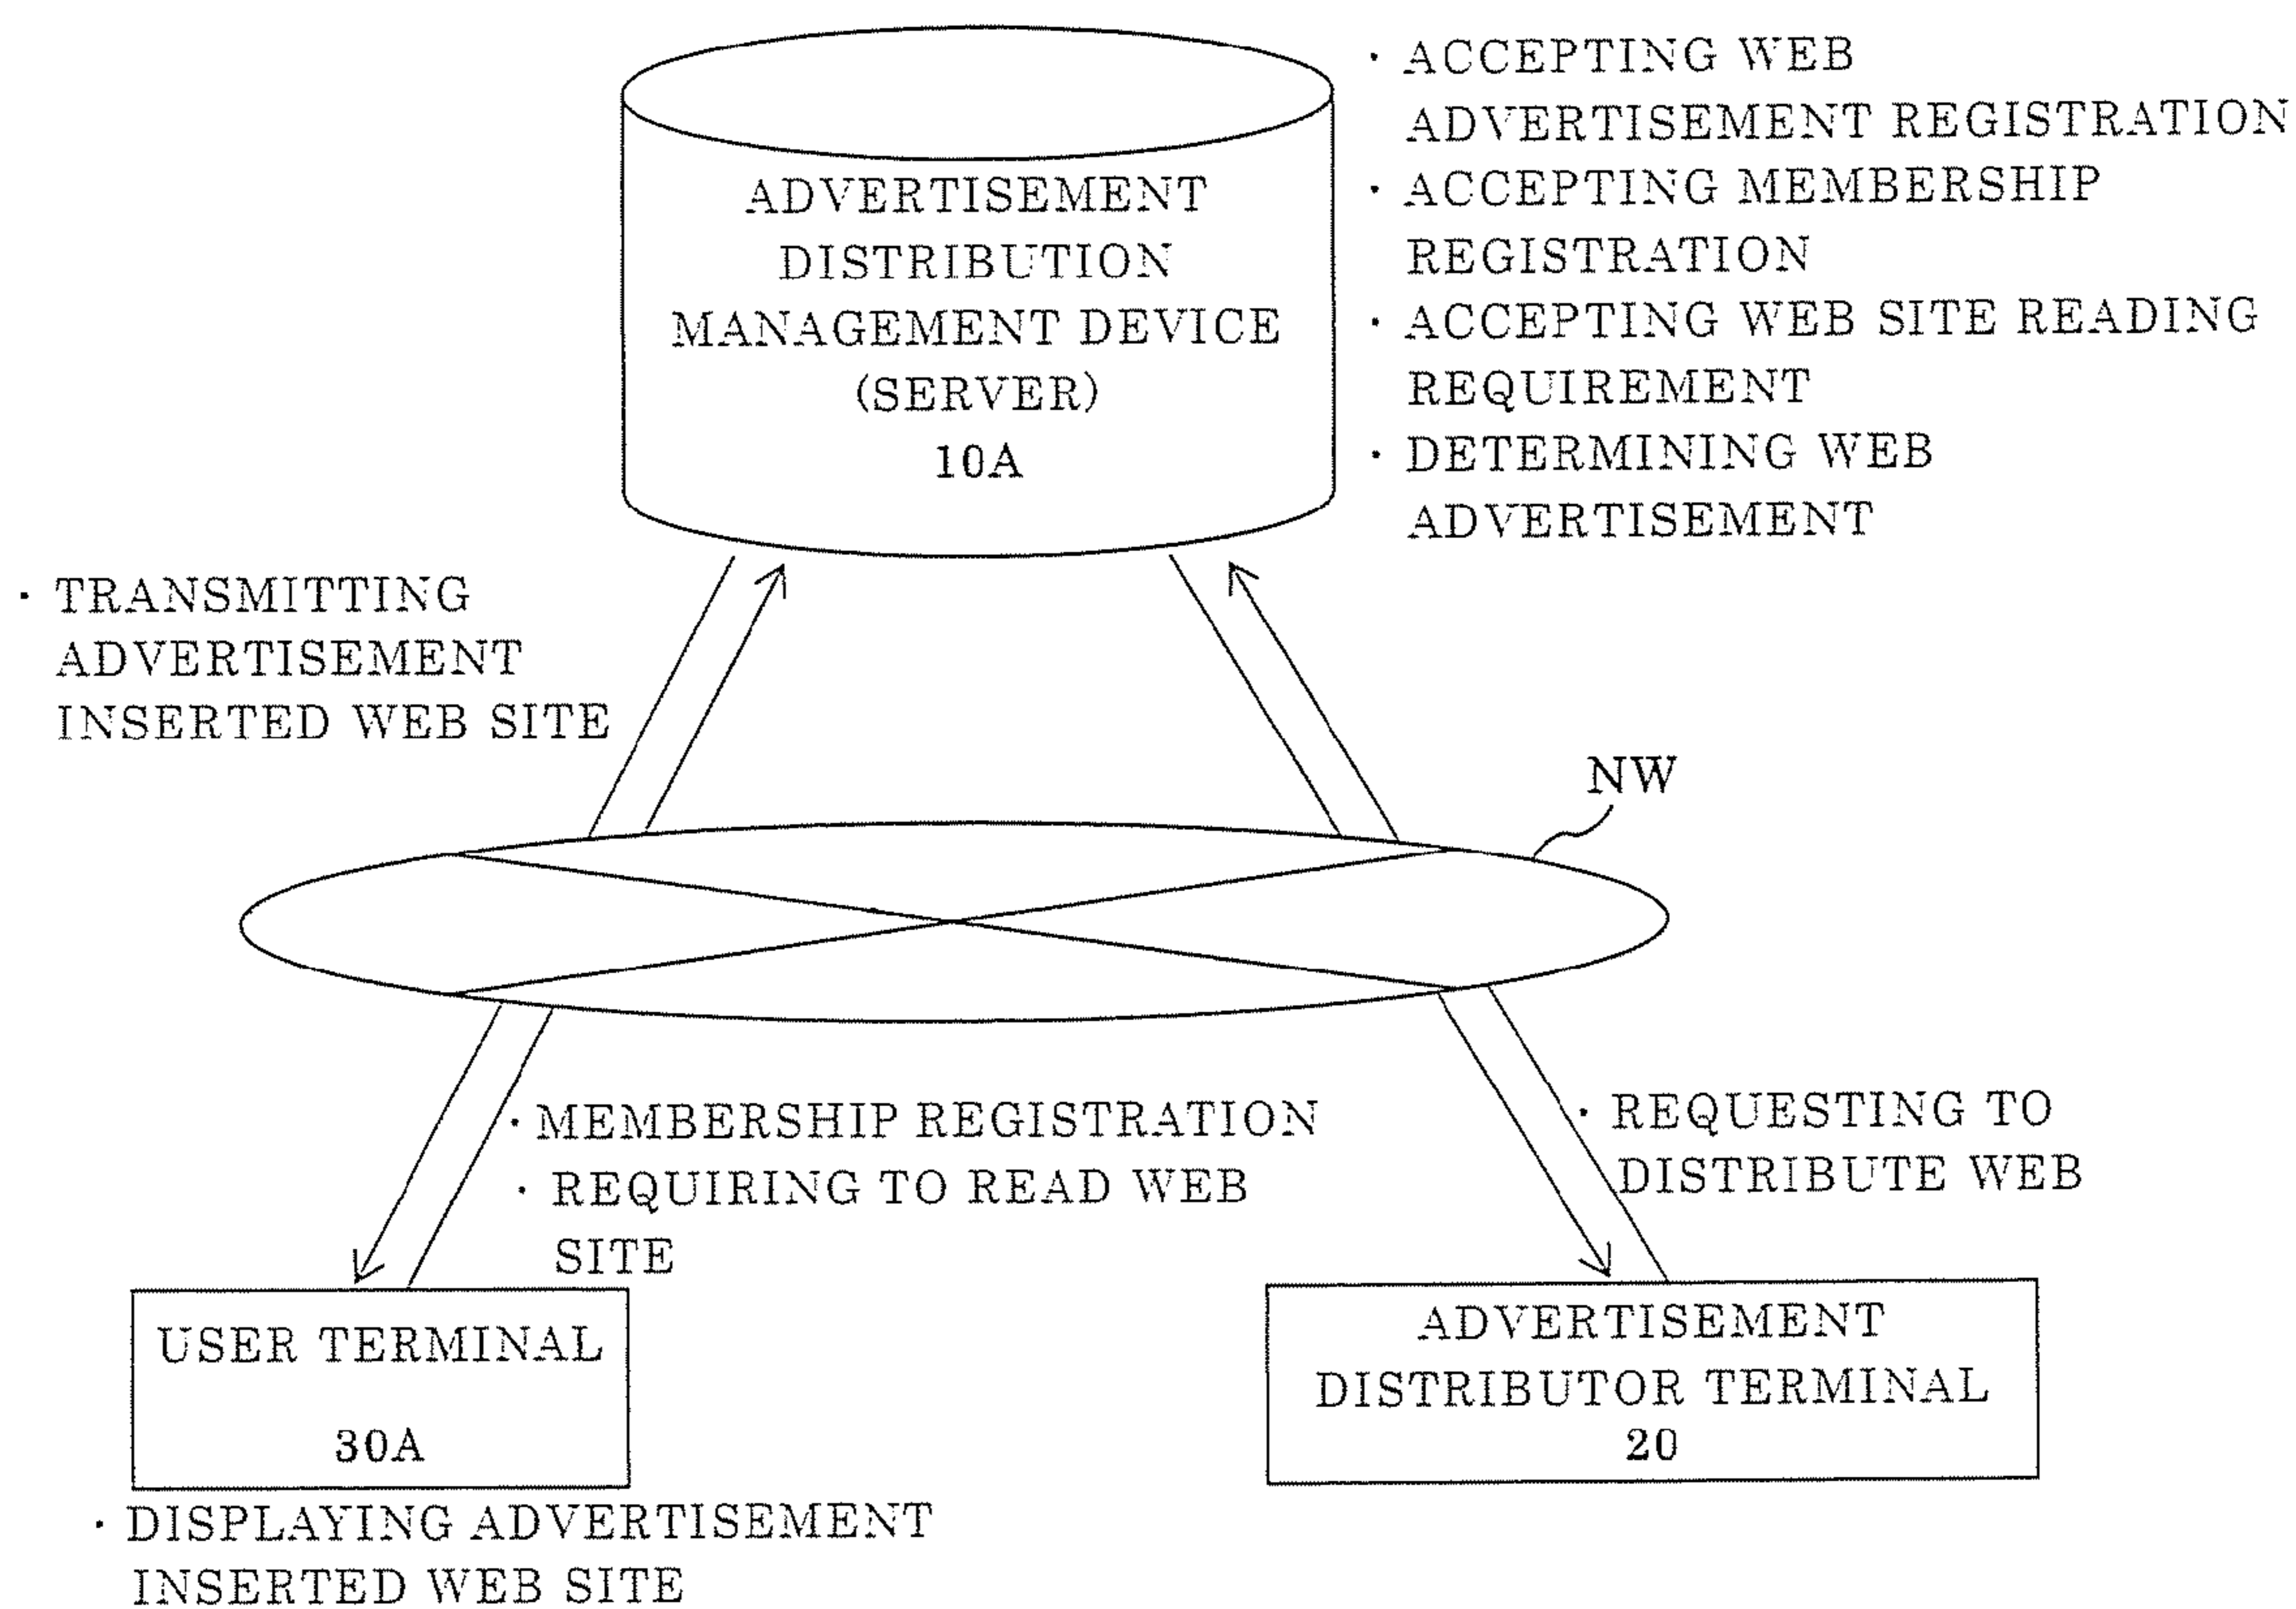 ADVERTISEMENT
DISTRIBUTION
MANAGEMENT DEVICE
(SERVER)
10A
· ACCEPTING WEB
ADVERTISEMENT REGISTRATION
· ACCEPTING MEMBERSHIP
REGISTRATION
· ACCEPTING WEB SITE READING
REQUIREMENT
· DETERMINING WEB
ADVERTISEMENT
· TRANSMITTING
ADVERTISEMENT
INSERTED WEB SITE
NW
· MEMBERSHIP REGISTRATION
· REQUIRING TO READ WEB
SITE
· REQUESTING TO
DISTRIBUTE WEB
USER TERMINAL
30A
· DISPLAYING ADVERTISEMENT
INSERTED WEB SITE
ADVERTISEMENT
DISTRIBUTOR TERMINAL
20